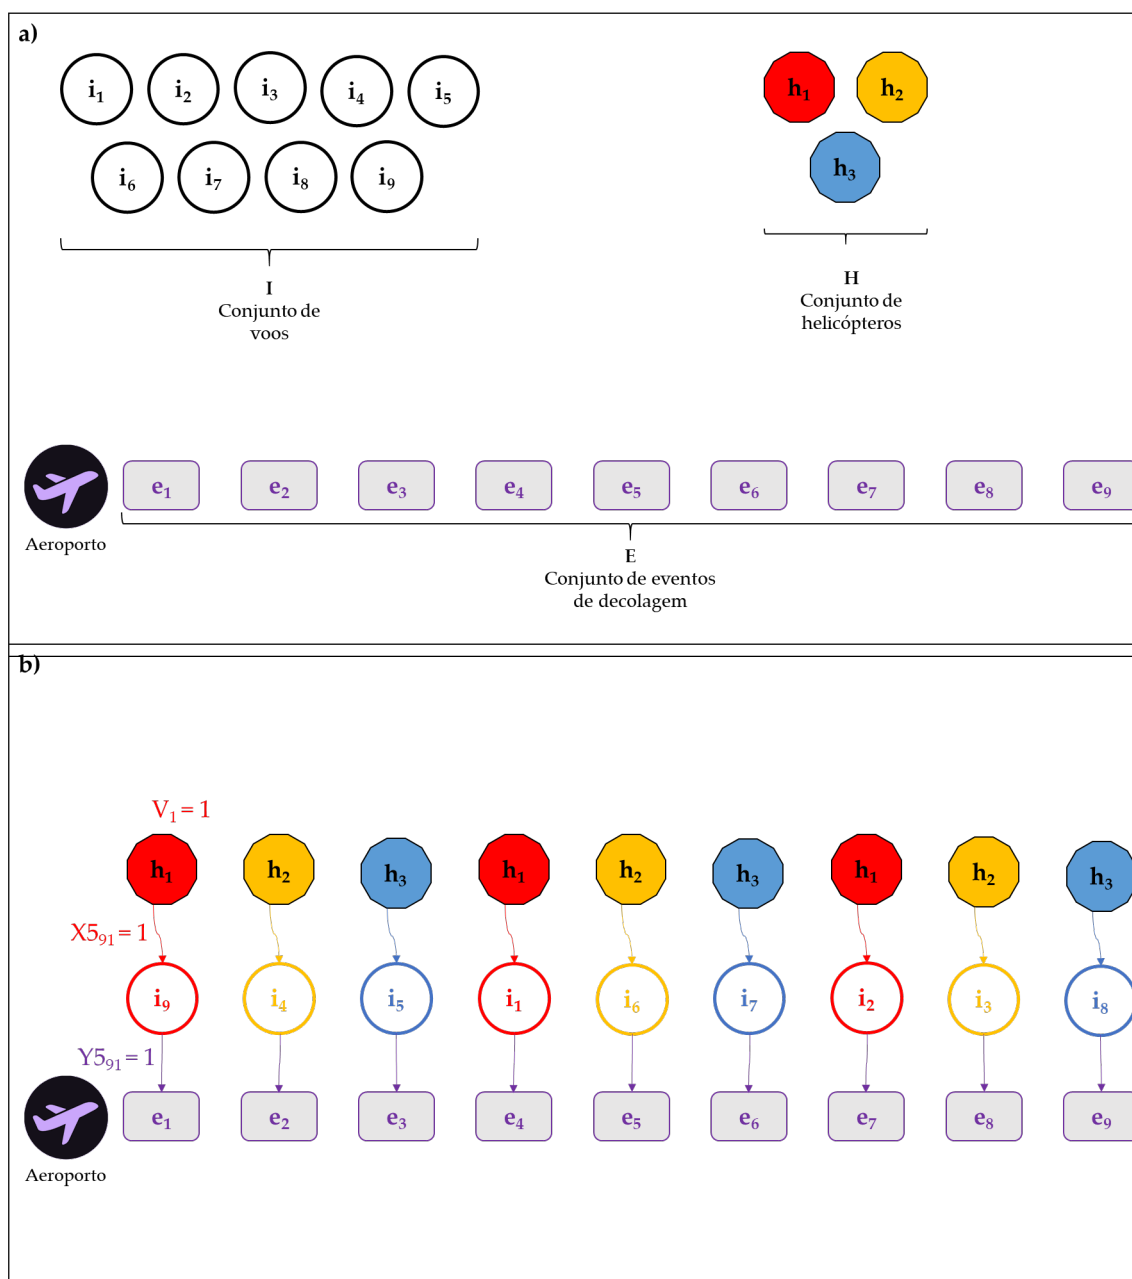 a)
i1 i2 i3 i4 i5
h1 h2
i6 i7 i8 i9
h3
I
Conjunto de
voos
H
Conjunto de
helicópteros
e1 e2 e3 e4 e5 e6 e7 e8 e9
Aeroporto
E
Conjunto de eventos
de decolagem
b)
V1 = 1
h1 h2 h3 h1 h2 h3 h1 h2 h3
X591 = 1
i9 i4 i5 i1 i6 i7 i2 i3 i8
Y591 = 1
e1 e2 e3 e4 e5 e6 e7 e8 e9
Aeroporto